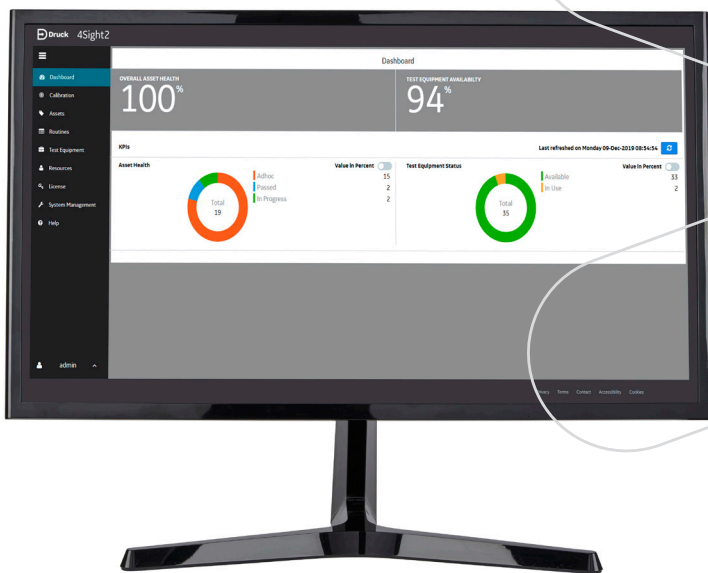 Druck 4Sight2
Dashboard
Dashboard
Calibration
Assets
Routines
Test Equipment
Resources
License
System Management
Help
admin
OVERALL ASSET HEALTH
100%
TEST EQUIPMENT AVAILABILTY
94%
KPIs
Last refreshed on Monday 09-Dec-2019 08:54:54
Asset Health
Value in Percent
Total
19
Adhoc 15
Passed 2
In Progress 2
Test Equipment Status
Value in Percent
Total
35
Available 33
In Use 2
Privacy Terms Contact Accessibility Cookies